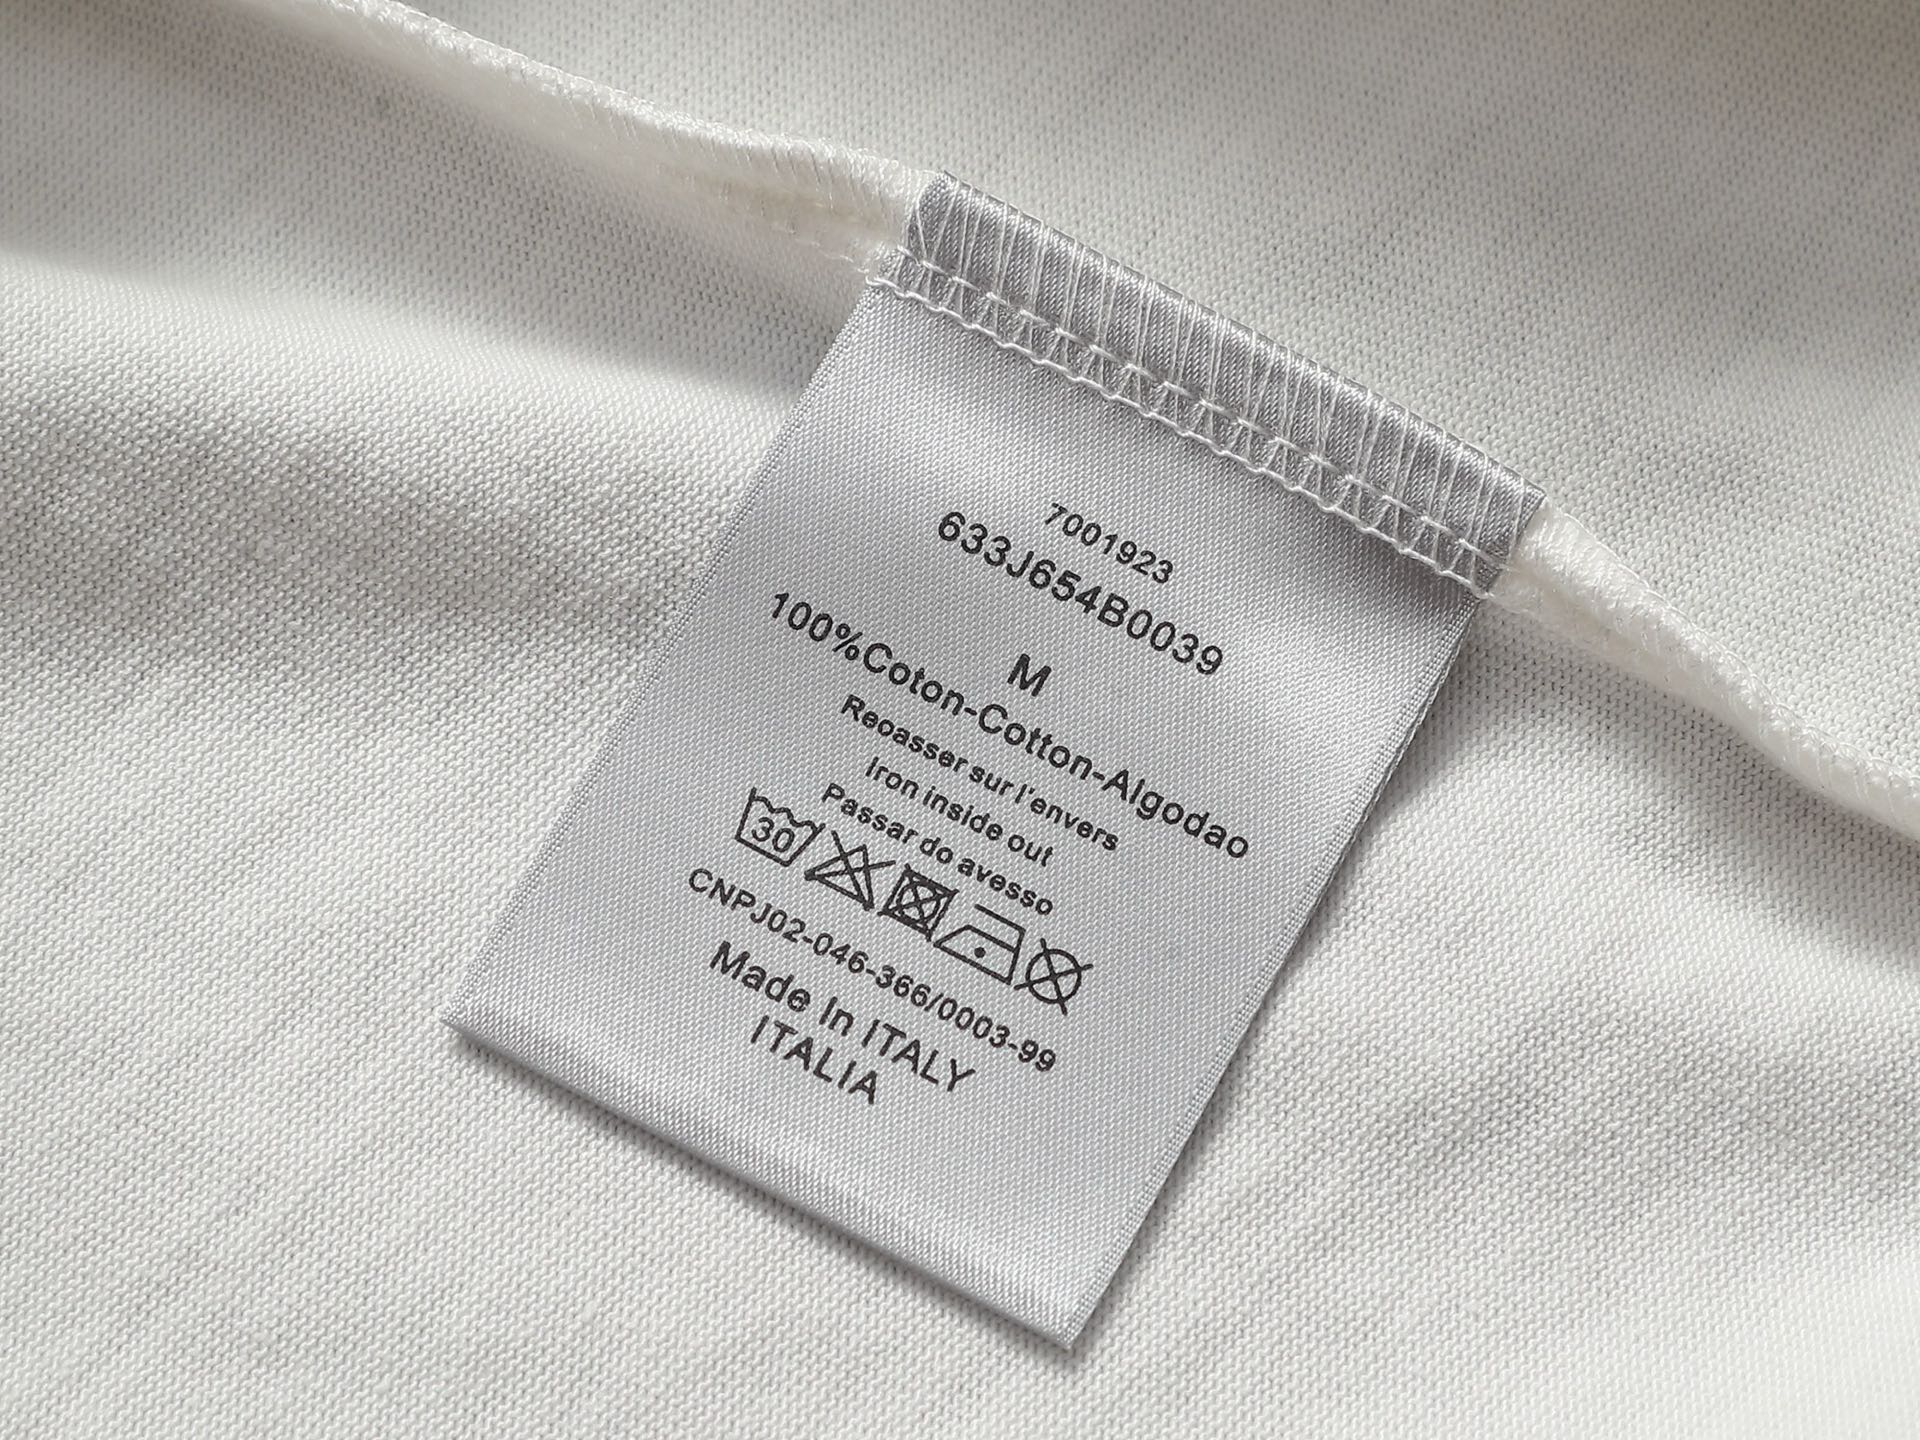 7001923
633J654B0039
M
100%Coton-Cotton-Algodao
Reoasser sur l'envers
Iron inside out
Passar do avesso
30
CNPJ02-046-366/0003-99
Made In ITALY
ITALIA